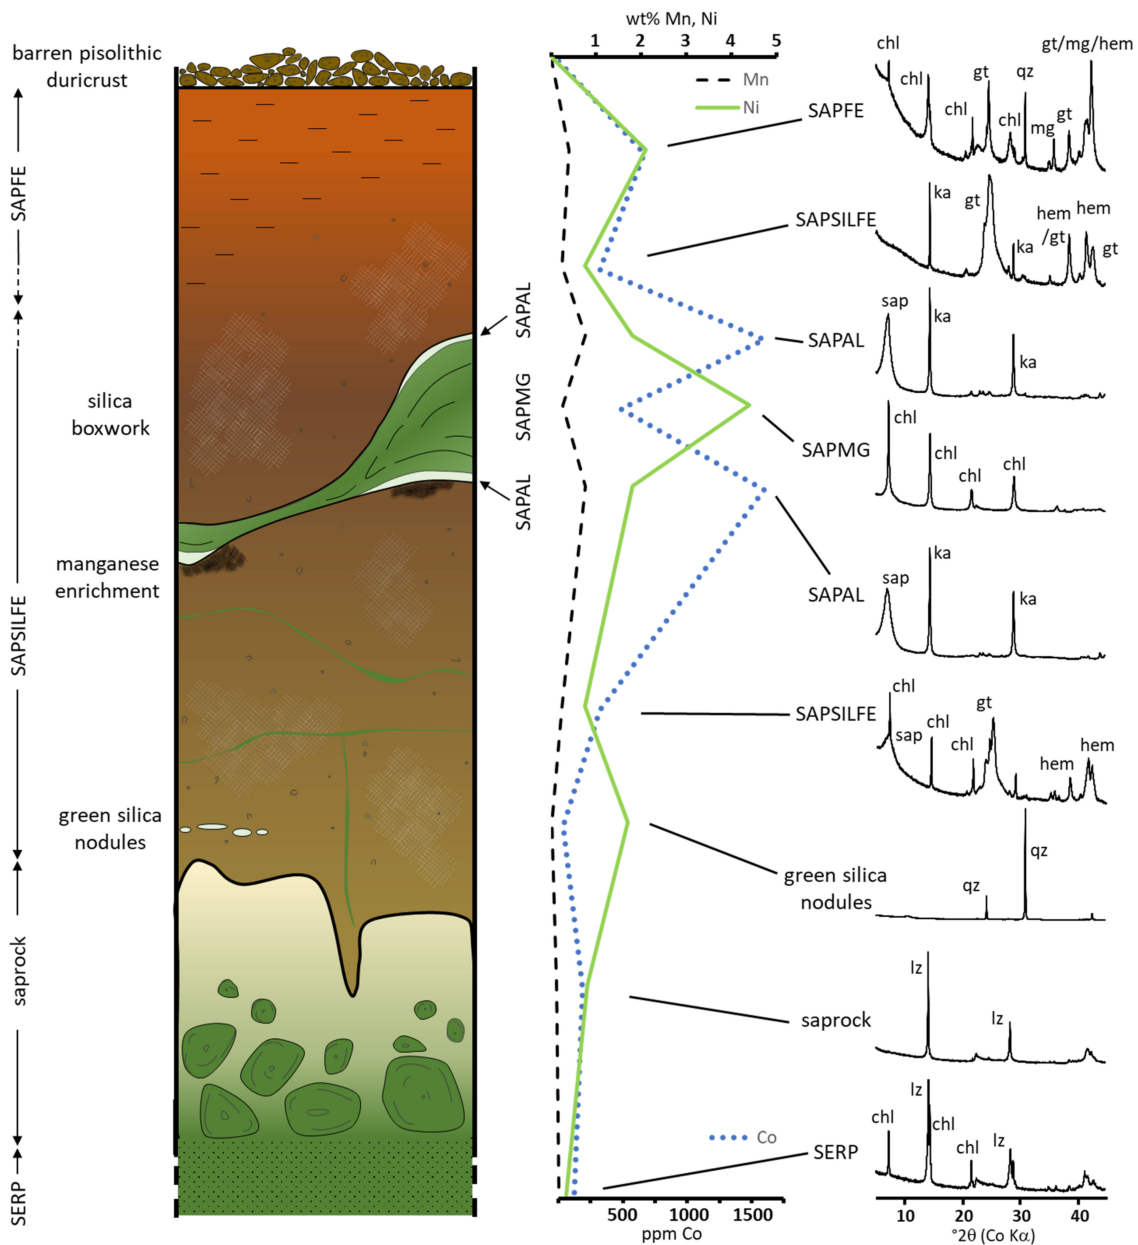 barren pisolithic
duricrust
SAPFE
SAPSILFE
saprock
SERP
silica
boxwork
manganese
enrichment
green silica
nodules
SAPAL
SAPMG
SAPAL
wt% Mn, Ni
1 2 3 4 5
Mn
Ni
Co
500 1000 1500
ppm Co
SAPFE
SAPSILFE
SAPAL
SAPMG
SAPAL
SAPSILFE
green silica
nodules
saprock
SERP
chl chl chl gt chl qz mg gt gt/mg/hem
ka gt ka hem
/gt
hem gt
sap ka ka
chl chl chl chl
sap ka ka
chl sap chl chl gt hem hem
qz qz
lz lz
chl lz chl chl lz
10 20 30 40
°2θ (Co Kα)